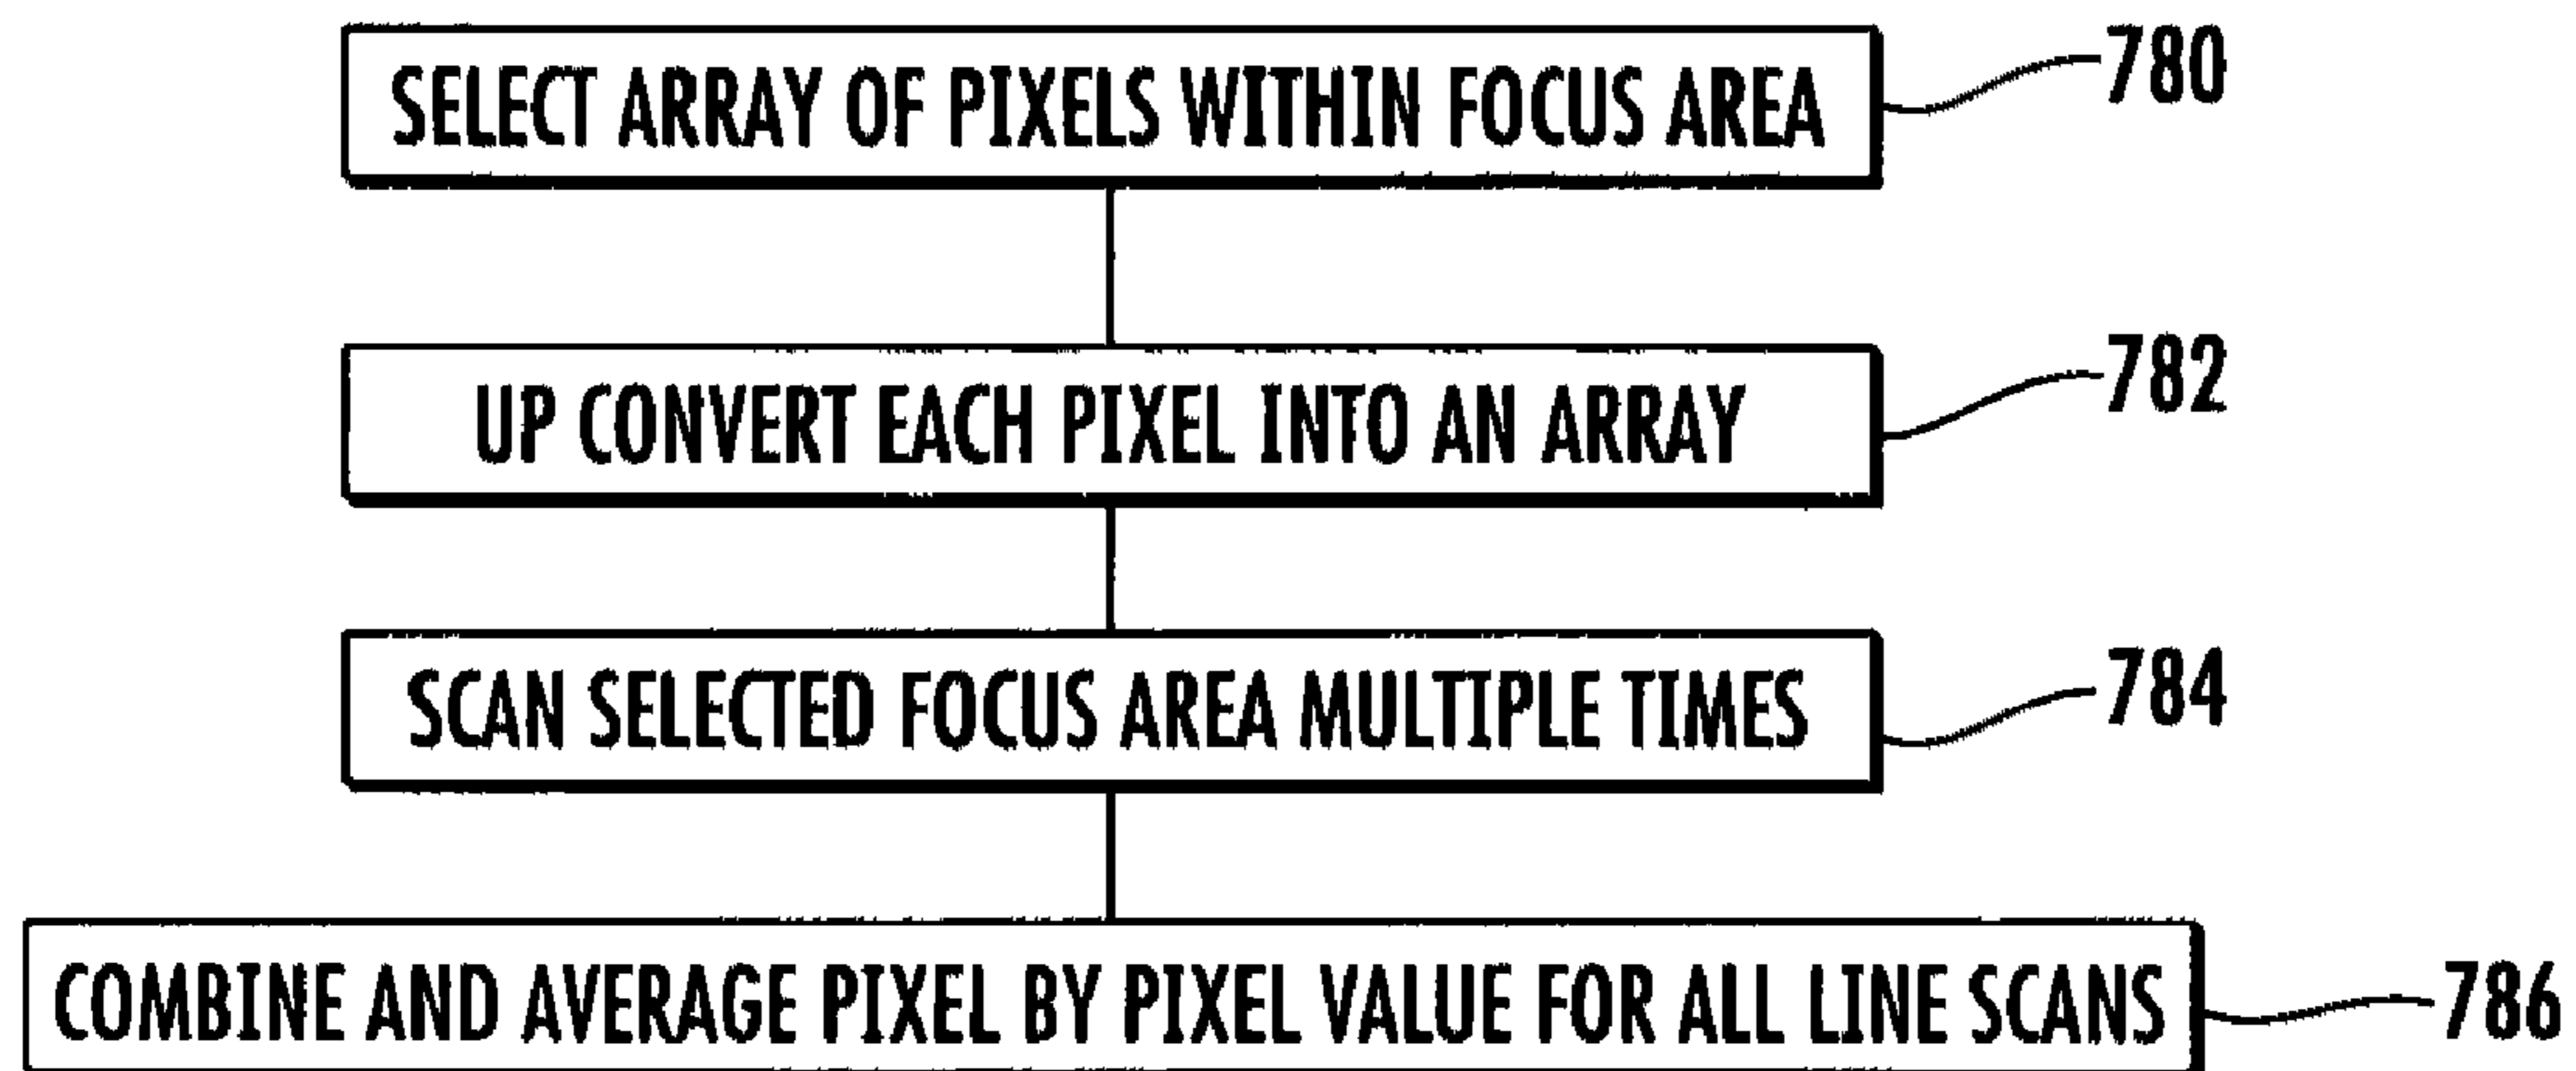 SELECT ARRAY OF PIXELS WITHIN FOCUS AREA 780
UP CONVERT EACH PIXEL INTO AN ARRAY 782
SCAN SELECTED FOCUS AREA MULTIPLE TIMES 784
COMBINE AND AVERAGE PIXEL BY PIXEL VALUE FOR ALL LINE SCANS 786